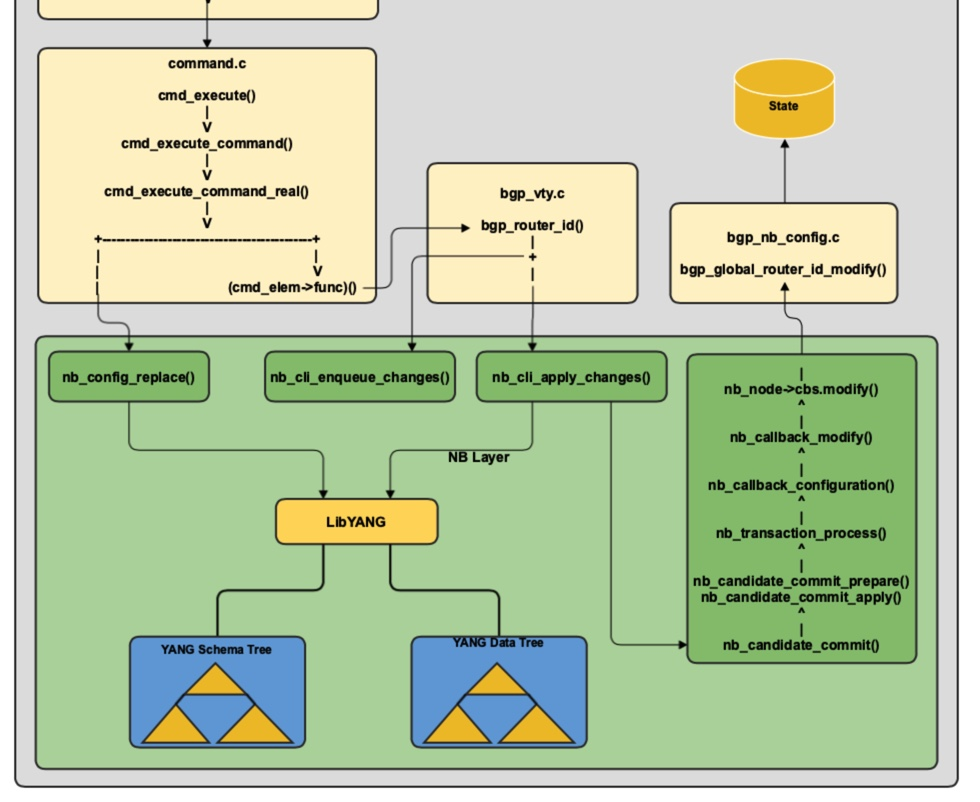 command.c
cmd_execute()
|
V
cmd_execute_command()
|
V
cmd_execute_command_real()
|
V
+-------------------------------------+
|
|
V
(cmd_elem->func)()
bgp_vty.c
bgp_router_id()
|
+
|
State
bgp_nb_config.c
bgp_global_router_id_modify()
nb_config_replace()
nb_cli_enqueue_changes()
nb_cli_apply_changes()
NB Layer
LibYANG
YANG Schema Tree
YANG Data Tree
|
nb_node->cbs.modify()
^
|
nb_callback_modify()
^
|
nb_callback_configuration()
^
|
nb_transaction_process()
^
|
nb_candidate_commit_prepare()
nb_candidate_commit_apply()
^
|
nb_candidate_commit()